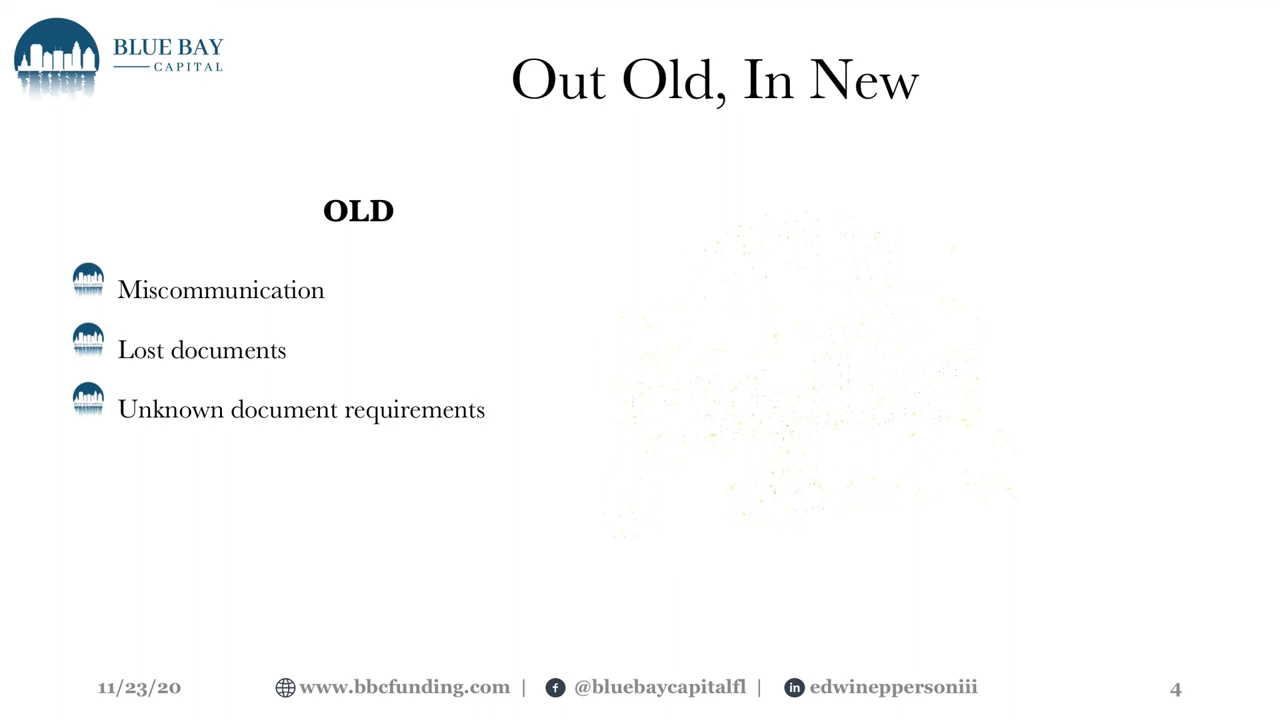 BLUE BAY
CAPITAL
Out Old, In New
OLD
Miscommunication
Lost documents
Unknown document requirements
11/23/20
www.bbcfunding.com | @bluebaycapitalfl | edwineppersoniii
4